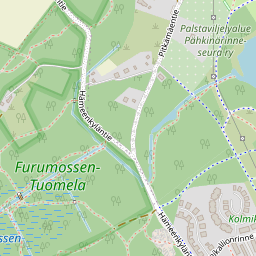 Hämeenkyläntie
Pitkämäentie
Palstaviljelyalue
Pähkinärinne-
seura ry
Hämeenkyläntie
Furumossen-
Tuomela
Kolmik